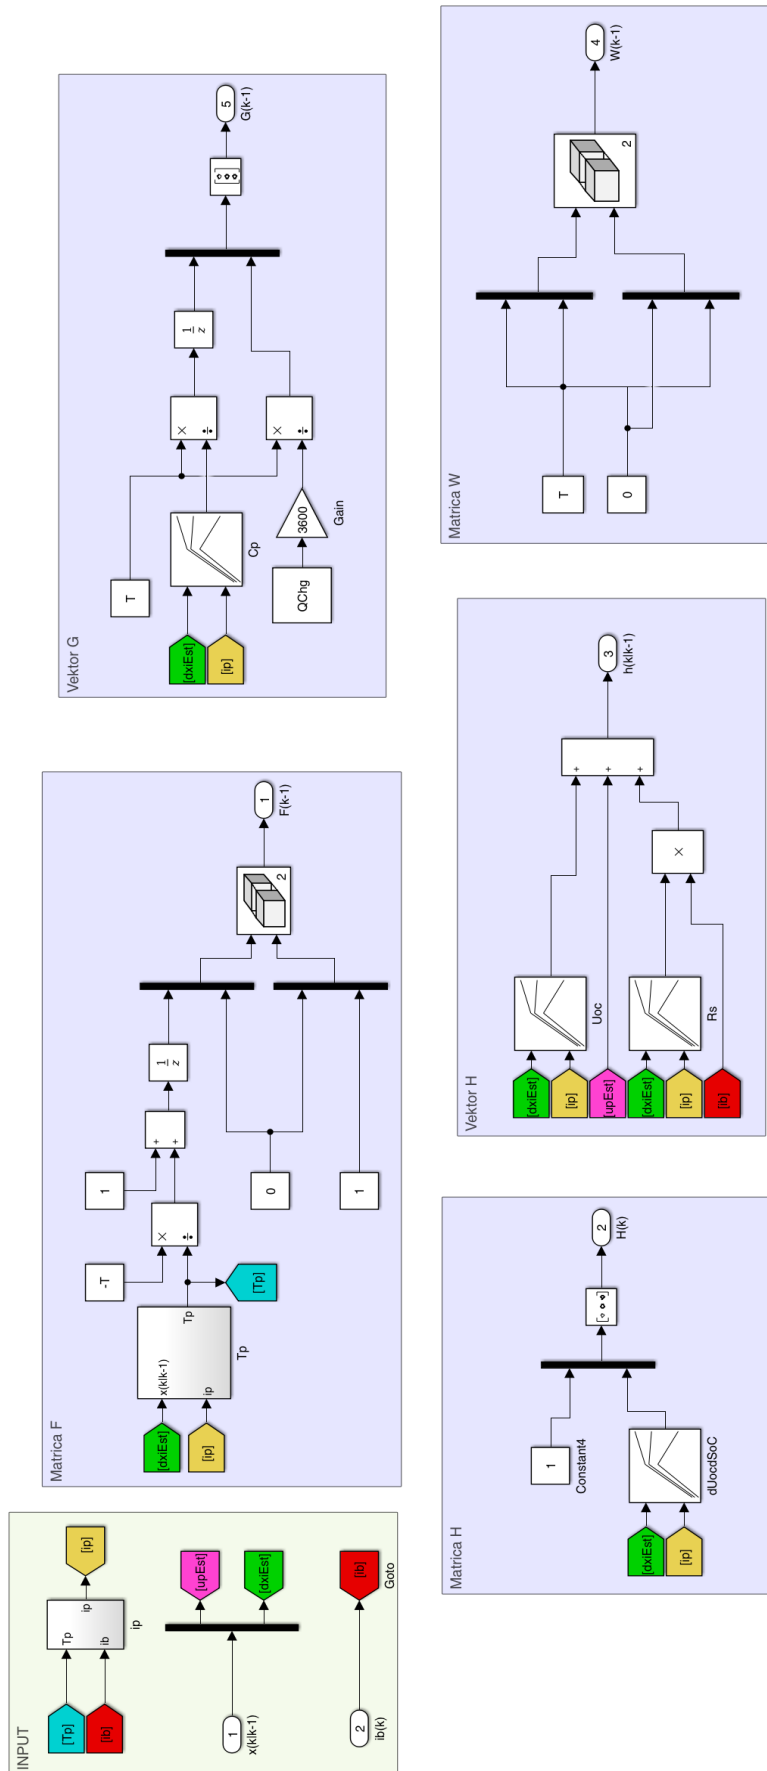 INPUT
[Tp]
[ib]
Tp
ib
ip
ip
[ip]
1
x(k|k-1)
[upEst]
[dxiEst]
2
ib(k)
[ib]
Goto
Matrica F
[dxiEst]
[ip]
x(k|k-1)
ip
Tp
Tp
-T
×
÷
[Tp]
1
+
+
1
z
0
1
2
1
F(k-1)
Vektor G
[dxiEst]
[ip]
T
Cp
QChg
3600
Gain
×
÷
×
÷
1
z
5
G(k-1)
Matrica H
[dxiEst]
[ip]
1
Constant4
dUocdSoC
2
H(k)
Vektor H
[dxiEst]
[ip]
[upEst]
[dxiEst]
[ip]
[ib]
Uoc
Rs
×
+
+
+
3
h(k|k-1)
Matrica W
T
0
2
4
W(k-1)